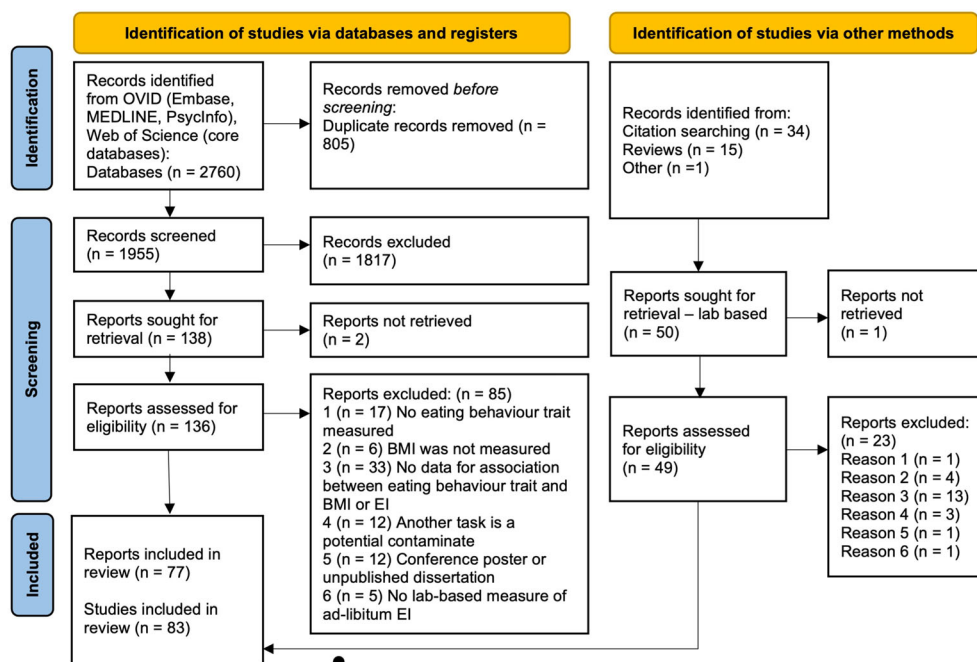 Identification of studies via databases and registers
Identification of studies via other methods
Identification
Records identified
from OVID (Embase,
MEDLINE, PsycInfo),
Web of Science (core
databases):
Databases (n = 2760)
Records removed before
screening:
Duplicate records removed (n =
805)
Records identified from:
Citation searching (n = 34)
Reviews (n = 15)
Other (n =1)
Screening
Records screened
(n = 1955)
Records excluded
(n = 1817)
Reports sought for
retrieval (n = 138)
Reports not retrieved
(n = 2)
Reports sought for
retrieval – lab based
(n = 50)
Reports not
retrieved
(n = 1)
Reports assessed for
eligibility (n = 136)
Reports excluded: (n = 85)
1 (n = 17) No eating behaviour trait
measured
2 (n = 6) BMI was not measured
3 (n = 33) No data for association
between eating behaviour trait and
BMI or EI
4 (n = 12) Another task is a
potential contaminate
5 (n = 12) Conference poster or
unpublished dissertation
6 (n = 5) No lab-based measure of
ad-libitum EI
Reports assessed
for eligibility
(n = 49)
Reports excluded:
(n = 23)
Reason 1 (n = 1)
Reason 2 (n = 4)
Reason 3 (n = 13)
Reason 4 (n = 3)
Reason 5 (n = 1)
Reason 6 (n = 1)
Included
Reports included in
review (n = 77)
Studies included in
review (n = 83)